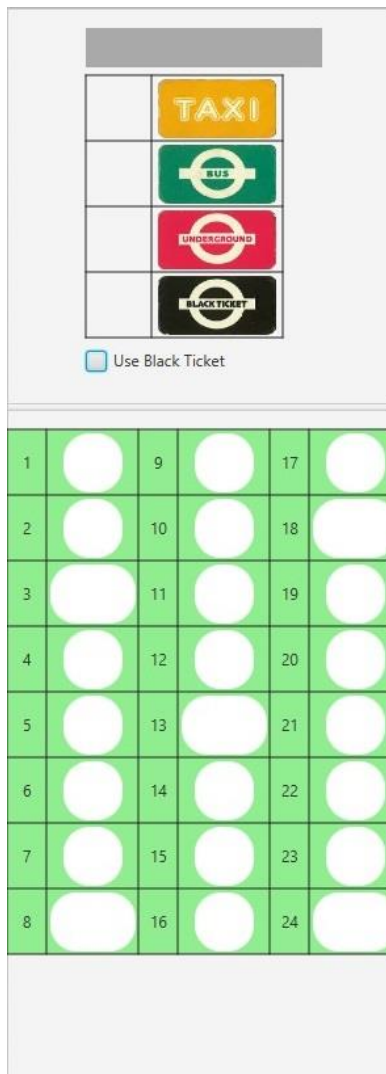 TAXI
BUS
UNDERGROUND
BLACK TICKET
Use Black Ticket
1 9 17
2 10 18
3 11 19
4 12 20
5 13 21
6 14 22
7 15 23
8 16 24